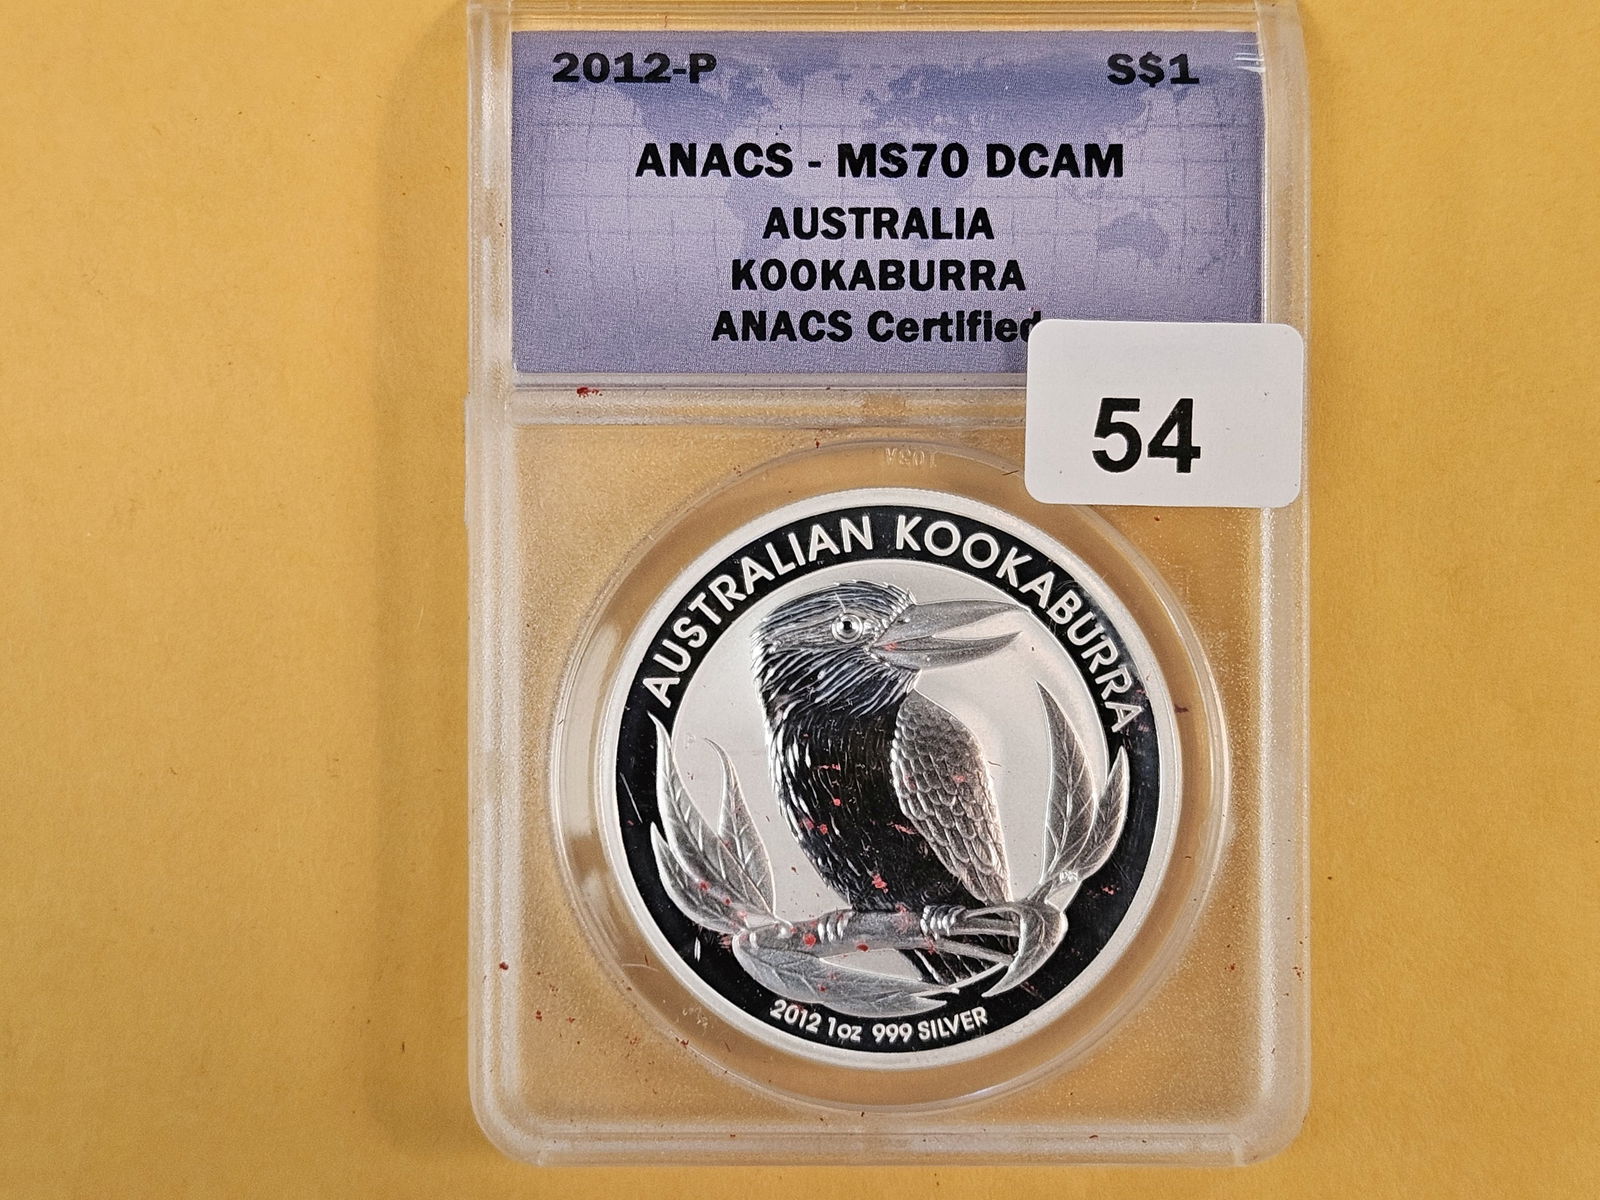 2012-P S$1
ANACS - MS70 DCAM
AUSTRALIA
KOOKABURRA
ANACS Certified
54
AUSTRALIAN KOOKABURRA
P
2012 1oz 999 SILVER